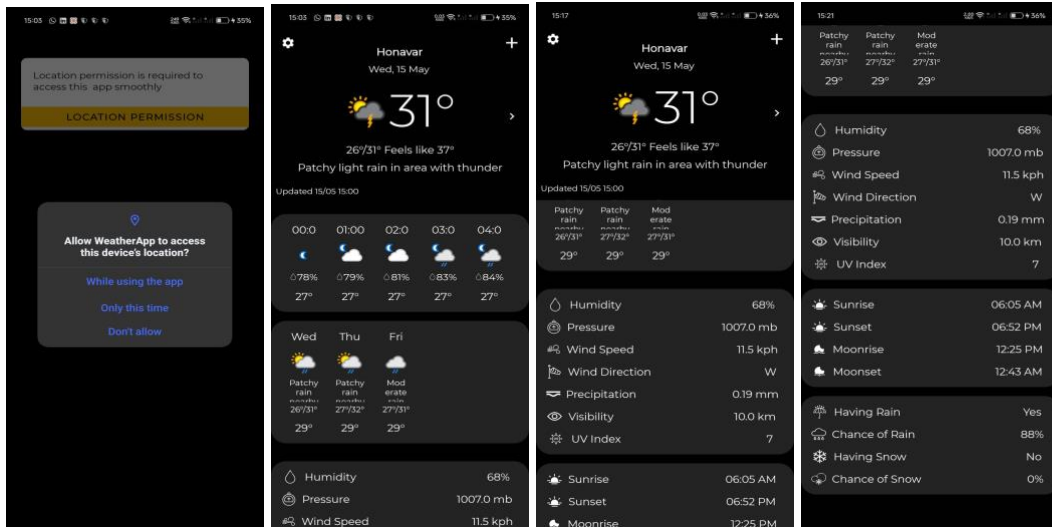 15:03
35%
Location permission is required to
access this app smoothly
LOCATION PERMISSION
Allow WeatherApp to access
this device's location?
While using the app
Only this time
Don't allow
15:03
35%
Honavar
Wed, 15 May
31°
26°/31° Feels like 37°
Patchy light rain in area with thunder
Updated 15/05 15:00
00:0 01:00 02:0 03:0 04:0
78% 79% 81% 83% 84%
27° 27° 27° 27° 27°
Wed Thu Fri
Patchy Patchy Mod
rain rain erate
nearby nearby rain
26°/31° 27°/32° 27°/31°
29° 29° 29°
Humidity 68%
Pressure 1007.0 mb
Wind Speed 11.5 kph
15:17
36%
Honavar
Wed, 15 May
31°
26°/31° Feels like 37°
Patchy light rain in area with thunder
Updated 15/05 15:00
Patchy Patchy Mod
rain rain erate
nearby nearby rain
26°/31° 27°/32° 27°/31°
29° 29° 29°
Humidity 68%
Pressure 1007.0 mb
Wind Speed 11.5 kph
Wind Direction W
Precipitation 0.19 mm
Visibility 10.0 km
UV Index 7
Sunrise 06:05 AM
Sunset 06:52 PM
Moonrise 12:25 PM
15:21
36%
Patchy Patchy Mod
rain rain erate
nearby nearby rain
26°/31° 27°/32° 27°/31°
29° 29° 29°
Humidity 68%
Pressure 1007.0 mb
Wind Speed 11.5 kph
Wind Direction W
Precipitation 0.19 mm
Visibility 10.0 km
UV Index 7
Sunrise 06:05 AM
Sunset 06:52 PM
Moonrise 12:25 PM
Moonset 12:43 AM
Having Rain Yes
Chance of Rain 88%
Having Snow No
Chance of Snow 0%